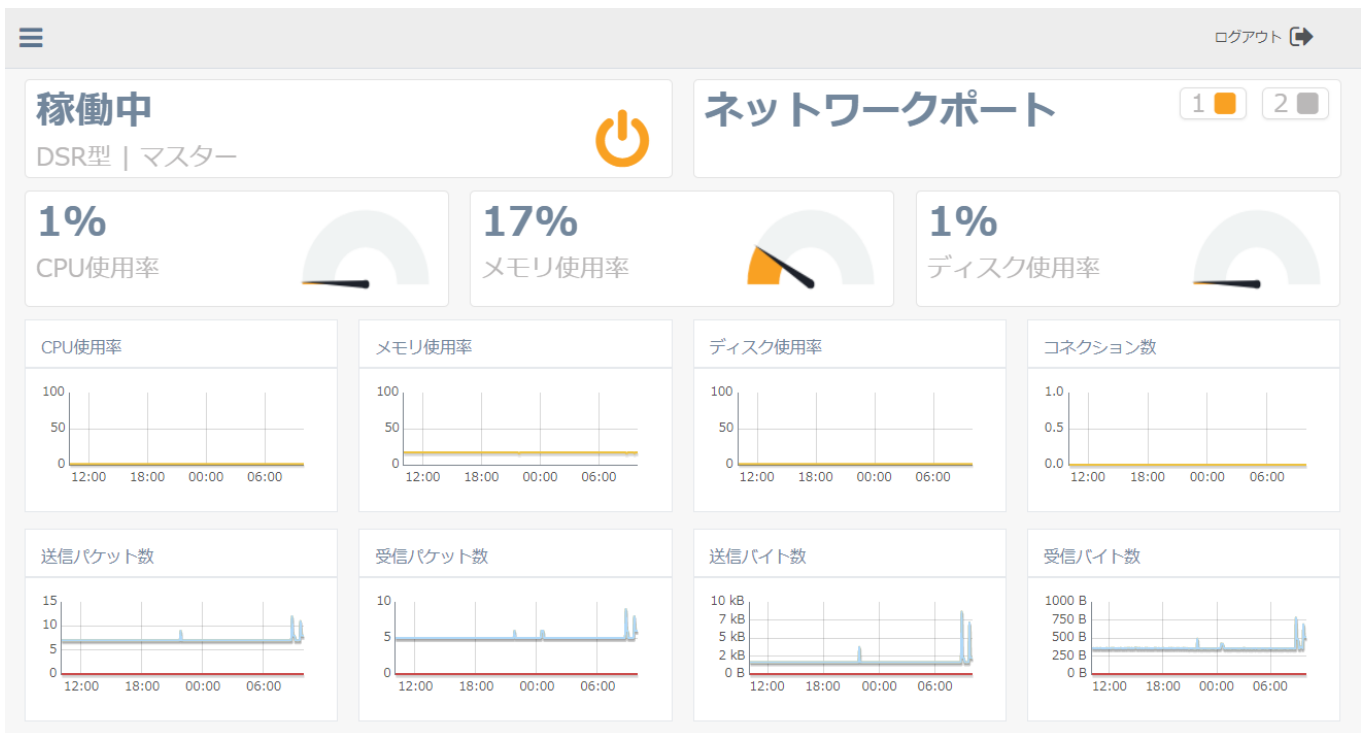 ログアウト
稼働中
DSR型 | マスター
ネットワークポート
1
2
1%
CPU使用率
17%
メモリ使用率
1%
ディスク使用率
CPU使用率
100
50
0
12:00 18:00 00:00 06:00
メモリ使用率
100
50
0
12:00 18:00 00:00 06:00
ディスク使用率
100
50
0
12:00 18:00 00:00 06:00
コネクション数
1.0
0.5
0.0
12:00 18:00 00:00 06:00
送信パケット数
15
10
5
0
12:00 18:00 00:00 06:00
受信パケット数
10
5
0
12:00 18:00 00:00 06:00
送信バイト数
10 kB
7 kB
5 kB
2 kB
0 B
12:00 18:00 00:00 06:00
受信バイト数
1000 B
750 B
500 B
250 B
0 B
12:00 18:00 00:00 06:00